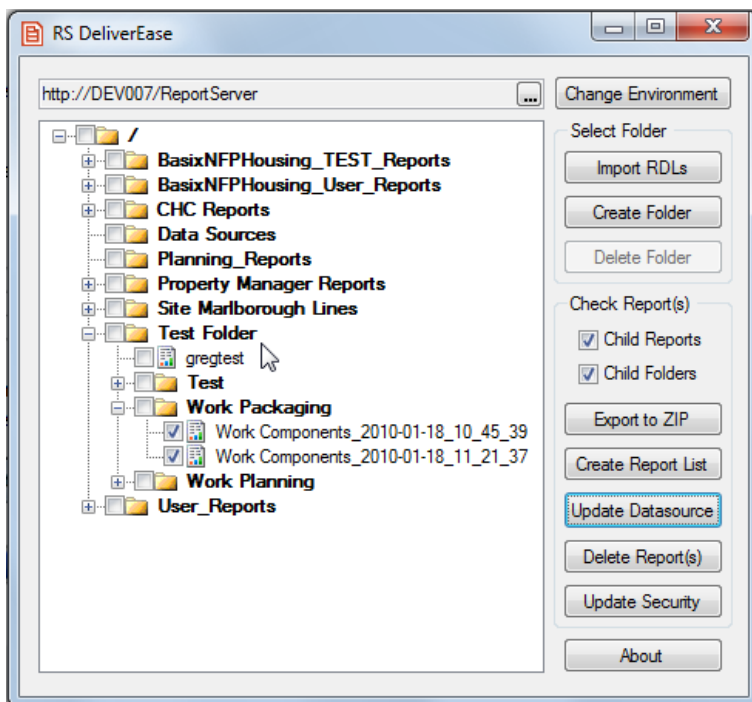 RS DeliverEase
http://DEV007/ReportServer
...
Change Environment
/
BasixNFPHousing_TEST_Reports
BasixNFPHousing_User_Reports
CHC Reports
Data Sources
Planning_Reports
Property Manager Reports
Site Marlborough Lines
Test Folder
gregtest
Test
Work Packaging
Work Components_2010-01-18_10_45_39
Work Components_2010-01-18_11_21_37
Work Planning
User_Reports
Select Folder
Import RDLs
Create Folder
Delete Folder
Check Report(s)
Child Reports
Child Folders
Export to ZIP
Create Report List
Update Datasource
Delete Report(s)
Update Security
About